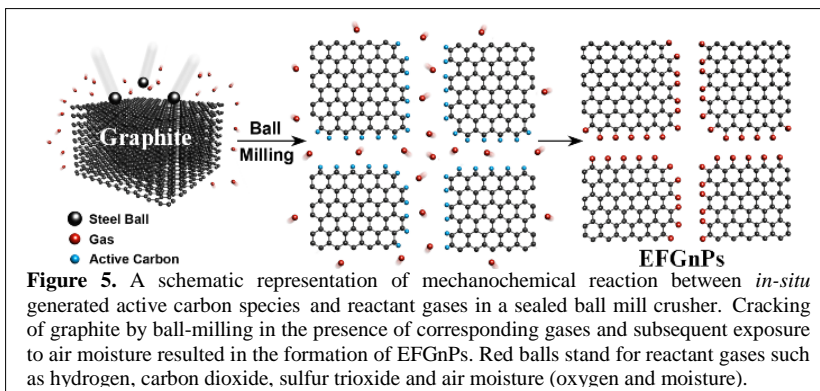 Graphite
Ball
Milling
Steel Ball
Gas
Active Carbon
EFGnPs
Figure 5. A schematic representation of mechanochemical reaction between in-situ
generated active carbon species and reactant gases in a sealed ball mill crusher. Cracking
of graphite by ball-milling in the presence of corresponding gases and subsequent exposure
to air moisture resulted in the formation of EFGnPs. Red balls stand for reactant gases such
as hydrogen, carbon dioxide, sulfur trioxide and air moisture (oxygen and moisture).